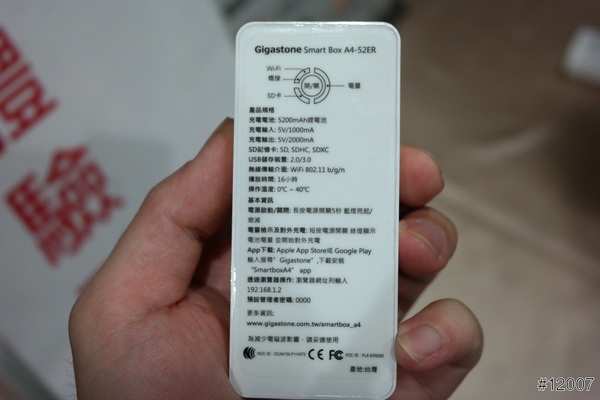 Gigastone Smart Box A4-52ER
Wi-Fi
橋接
SD卡
開/關
電量
產品規格
充電電池: 5200mAh鋰電池
充電輸入: 5V/1000mA
充電輸出: 5V/2000mA
SD記憶卡: SD, SDHC, SDXC
USB儲存裝置: 2.0/3.0
無線傳輸介面: WiFi 802.11 b/g/n
播放時間: 16小時
操作溫度: 0°C ~ 40°C
基本資訊
電源啟動/關閉: 長按電源開關5秒 藍燈亮起/
熄滅
電量檢示及對外充電: 短按電源開關 綠燈顯示
電池電量 並開始對外充電
App下載: Apple App Store或 Google Play
輸入搜尋"Gigastone",下載安裝
"SmartboxA4" app
透過瀏覽器操作: 瀏覽器網址列輸入
192.168.1.2
預設管理者密碼: 0000
更多資訊:
www.gigastone.com.tw/smartbox_a4
為減少電磁波影響,請妥適使用
CE FC
產地:台灣
#12007